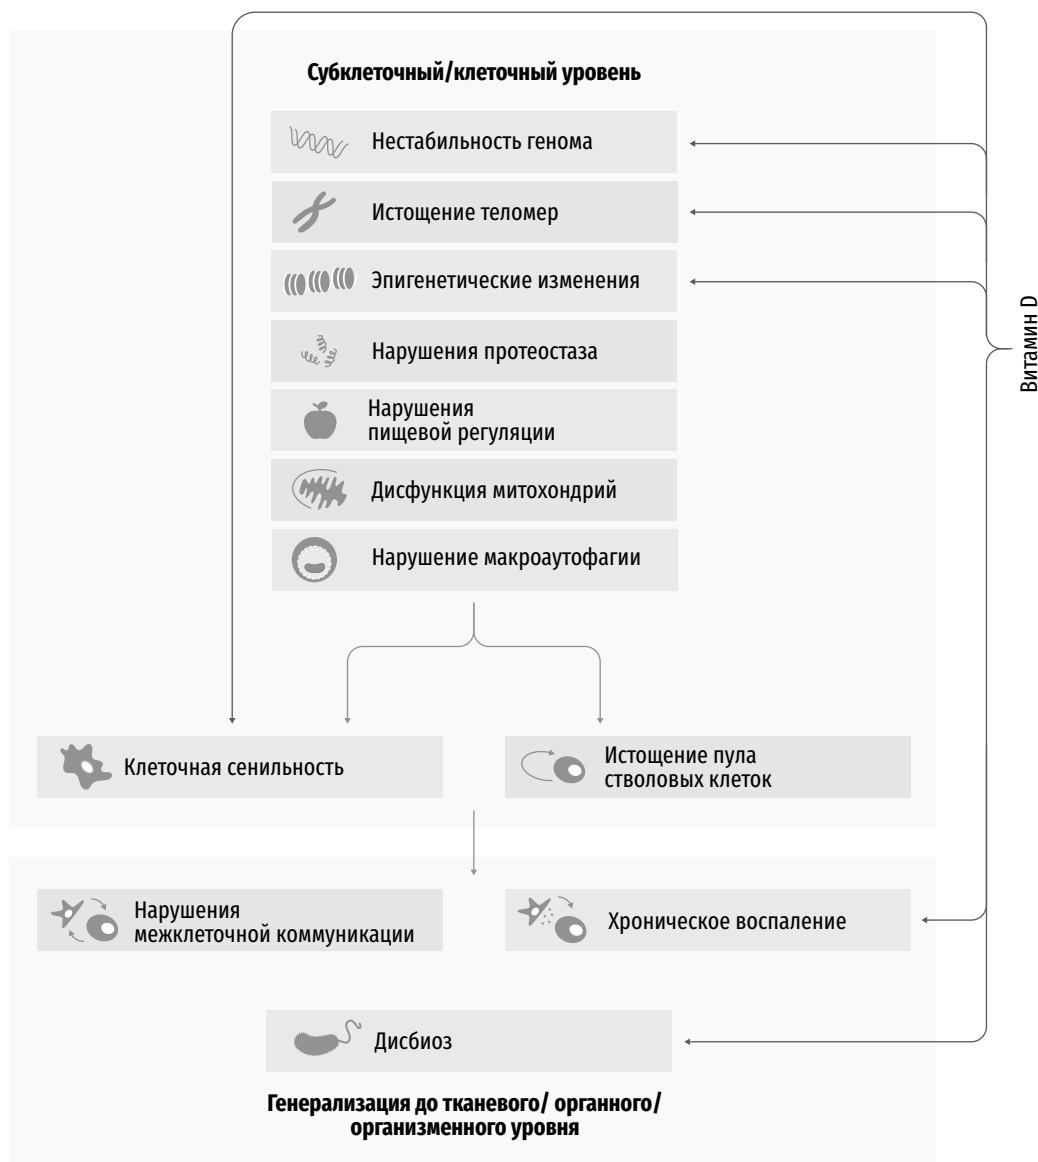 Субклеточный/клеточный уровень
Нестабильность генома
Истощение теломер
Эпигенетические изменения
Нарушения протеостаза
Нарушения
пищевой регуляции
Дисфункция митохондрий
Нарушение макроаутофагии
Витамин D
Клеточная сенильность
Истощение пула
стволовых клеток
Нарушения
межклеточной коммуникации
Хроническое воспаление
Дисбиоз
Генерализация до тканевого/ органного/
организменного уровня